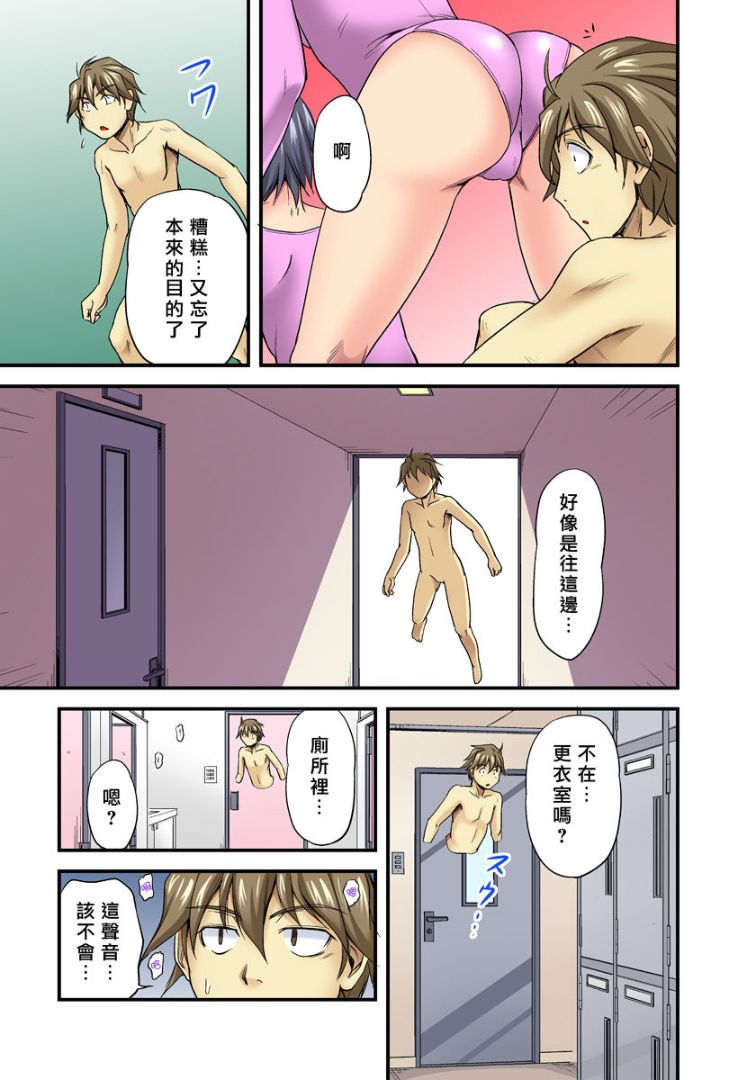 啊
フワ
糟糕…又忘了
本來的目的了
好像是往這邊…
不在…
更衣室嗎?
スゥ…
廁所裡…
嗯?
這聲音…
該不會…